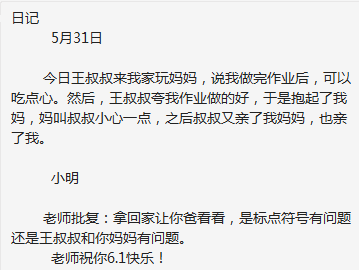 日记
5月31日
今日王叔叔来我家玩妈妈，说我做完作业后，可以
吃点心。然后，王叔叔夸我作业做的好，于是抱起了我
妈，妈叫叔叔小心一点，之后叔叔又亲了我妈妈，也亲
了我。
小明
老师批复：拿回家让你爸看看，是标点符号有问题
还是王叔叔和你妈妈有问题。
老师祝你6.1快乐！